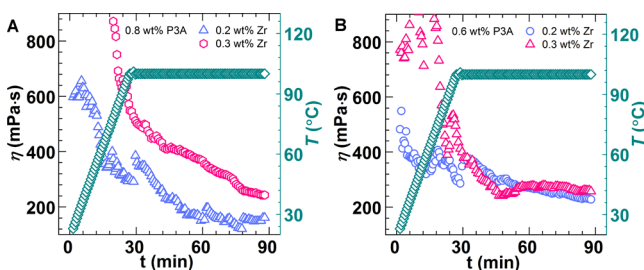 A
0.8 wt% P3A
0.2 wt% Zr
0.3 wt% Zr
800
600
400
200
η (mPa·s)
120
90
60
30
T (°C)
0
30
60
90
t (min)
B
0.6 wt% P3A
0.2 wt% Zr
0.3 wt% Zr
800
600
400
200
η (mPa·s)
120
90
60
30
T (°C)
0
30
60
90
t (min)